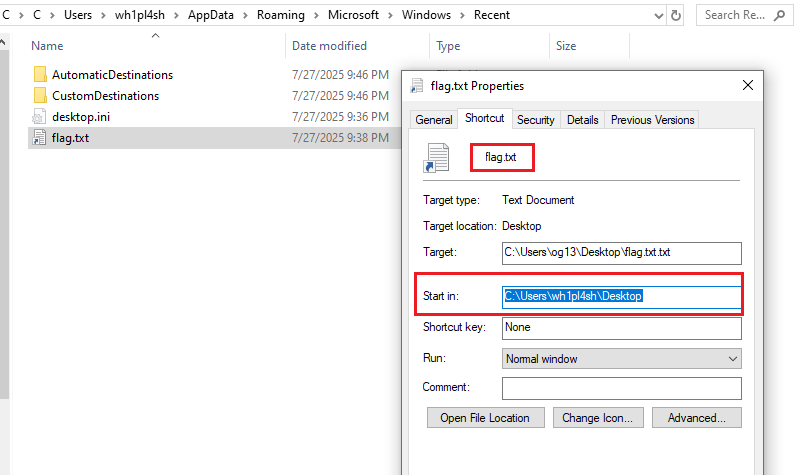 C > C > Users > wh1pl4sh > AppData > Roaming > Microsoft > Windows > Recent
Search Re...
Name Date modified Type Size
AutomaticDestinations 7/27/2025 9:46 PM
CustomDestinations 7/27/2025 9:46 PM
desktop.ini 7/27/2025 9:36 PM
flag.txt 7/27/2025 9:38 PM
flag.txt Properties
General Shortcut Security Details Previous Versions
flag.txt
Target type: Text Document
Target location: Desktop
Target: C:\Users\og13\Desktop\flag.txt.txt
Start in: C:\Users\wh1pl4sh\Desktop
Shortcut key: None
Run: Normal window
Comment:
Open File Location Change Icon... Advanced...